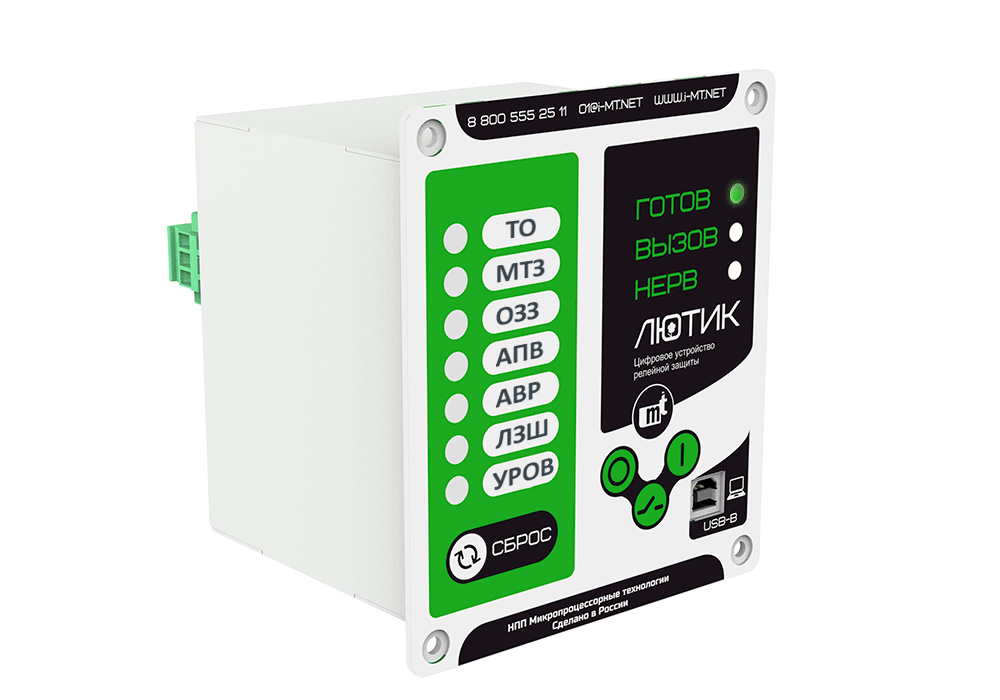 8 800 555 25 11 01@i-MT.NET WWW.i-MT.NET
ТО
МТЗ
ОЗЗ
АПВ
АВР
ЛЗШ
УРОВ
СБРОС
ГОТОВ
ВЫЗОВ
НЕРВ
ЛЮТИК
Цифровое устройство
релейной защиты
mt
USB-B
НПП Микропроцессорные технологии
Сделано в России